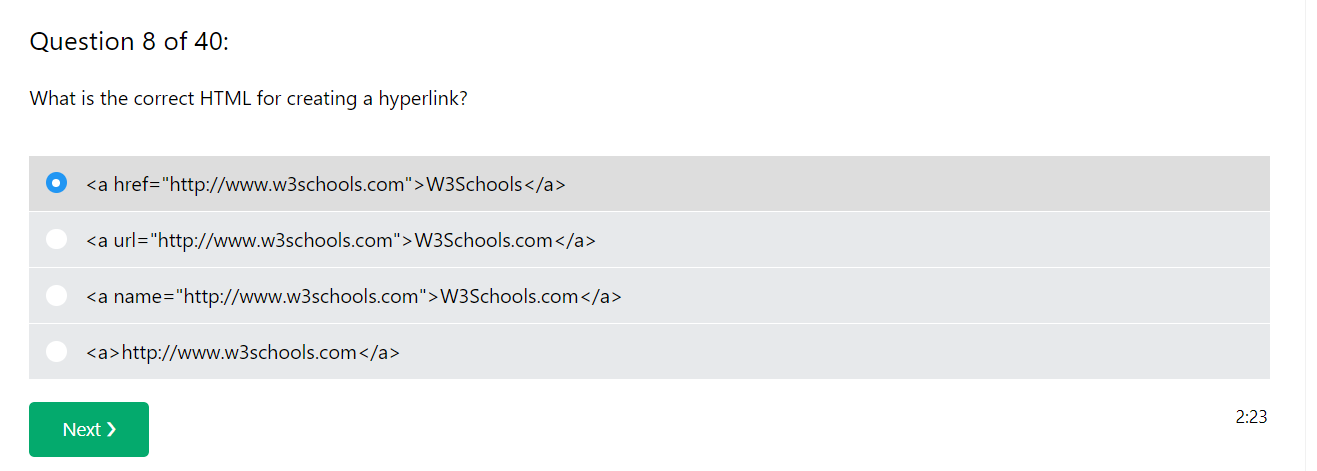 Question 8 of 40:
What is the correct HTML for creating a hyperlink?
<a href="http://www.w3schools.com">W3Schools</a>
<a url="http://www.w3schools.com">W3Schools.com</a>
<a name="http://www.w3schools.com">W3Schools.com</a>
<a>http://www.w3schools.com</a>
Next ❯
2:23